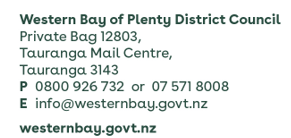 Western Bay of Plenty District Council
Private Bag 12803,
Tauranga Mail Centre,
Tauranga 3143
P 0800 926 732 or 07 571 8008
E info@westernbay.govt.nz
westernbay.govt.nz